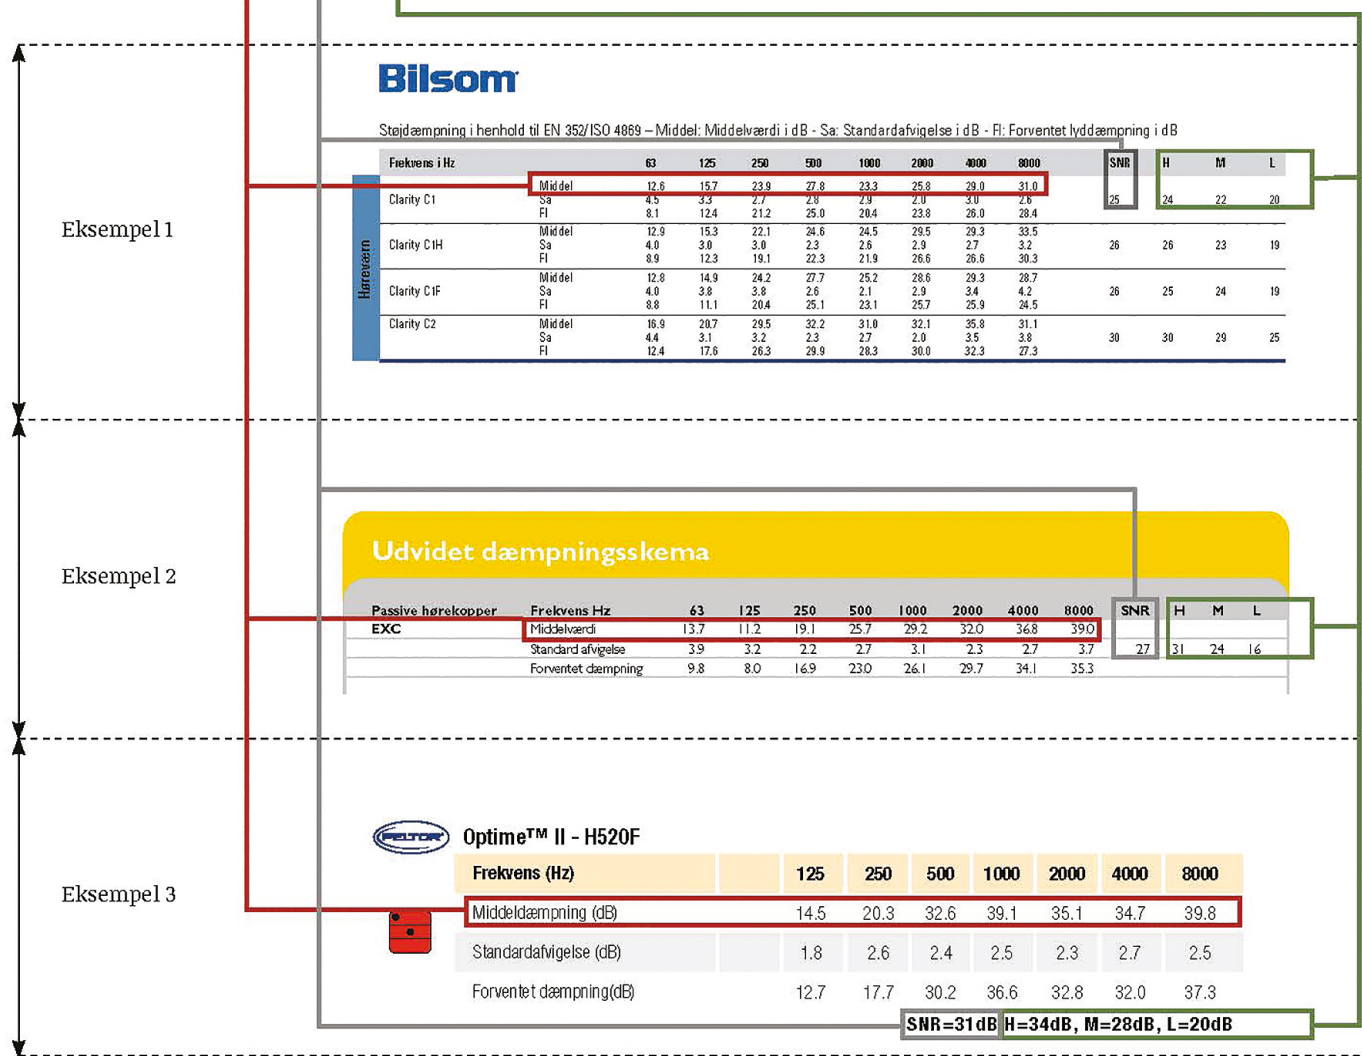 Bilsom
Støjdæmpning i henhold til EN 352/ISO 4869 – Middel: Middelværdi i dB - Sa: Standardafvigelse i dB - Fl: Forventet lyddæmpning i dB
Frekvens i Hz 63 125 250 500 1000 2000 4000 8000 SNR H M L
Middel 12.6 15.7 23.9 27.8 23.3 25.8 29.0 31.0
Clarity C1 Sa 4.5 3.3 2.7 2.8 2.9 2.0 3.0 2.6 25 24 22 20
Fl 8.1 12.4 21.2 25.0 20.4 23.8 26.0 28.4
Eksempel 1
Høreværn
Middel 12.9 15.3 22.1 24.6 24.5 29.5 29.3 33.5
Clarity C1H Sa 4.0 3.0 3.0 2.3 2.6 2.9 2.7 3.2 26 26 23 19
Fl 8.9 12.3 19.1 22.3 21.9 26.6 26.6 30.3
Middel 12.8 14.9 24.2 27.7 25.2 28.6 29.3 28.7
Clarity C1F Sa 4.0 3.8 3.8 2.6 2.1 2.9 3.4 4.2 26 25 24 19
Fl 8.8 11.1 20.4 25.1 23.1 25.7 25.9 24.5
Clarity C2 Middel 16.9 20.7 29.5 32.2 31.0 32.1 35.8 31.1
Sa 4.4 3.1 3.2 2.3 2.7 2.0 3.5 3.8 30 30 29 25
Fl 12.4 17.6 26.3 29.9 28.3 30.0 32.3 27.3
Udvidet dæmpningsskema
Eksempel 2
Passive hørekopper Frekvens Hz 63 125 250 500 1000 2000 4000 8000 SNR H M L
EXC Middelværdi 13.7 11.2 19.1 25.7 29.2 32.0 36.8 39.0
Standard afvigelse 3.9 3.2 2.2 2.7 3.1 2.3 2.7 3.7 27 31 24 16
Forventet dæmpning 9.8 8.0 16.9 23.0 26.1 29.7 34.1 35.3
PELTOR Optime™ II - H520F
Frekvens (Hz) 125 250 500 1000 2000 4000 8000
Eksempel 3
Middeldæmpning (dB) 14.5 20.3 32.6 39.1 35.1 34.7 39.8
Standardafvigelse (dB) 1.8 2.6 2.4 2.5 2.3 2.7 2.5
Forventet dæmpning(dB) 12.7 17.7 30.2 36.6 32.8 32.0 37.3
SNR=31dB H=34dB, M=28dB, L=20dB